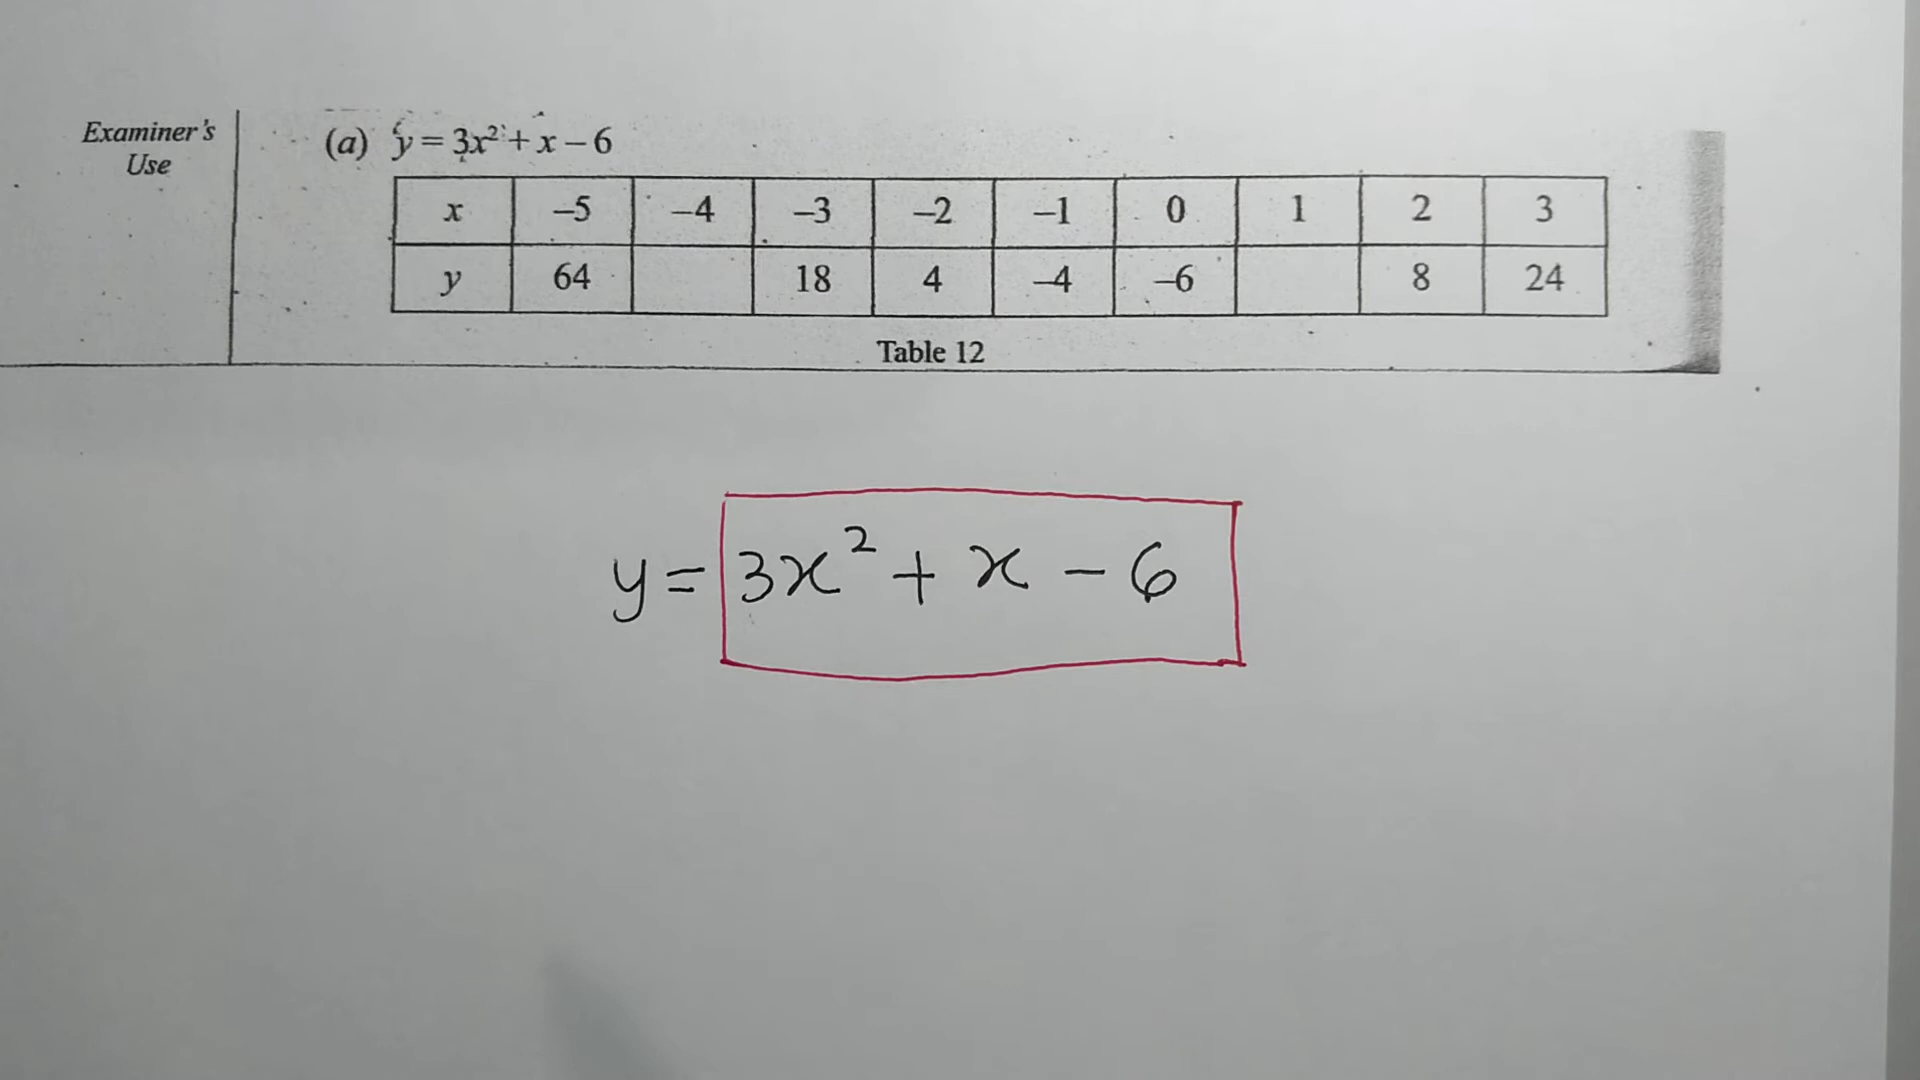 Examiner's
Use
(a) y = 3x² + x – 6
x –5 –4 –3 –2 –1 0 1 2 3
y 64 18 4 –4 –6 8 24
Table 12
y = 3x² + x – 6